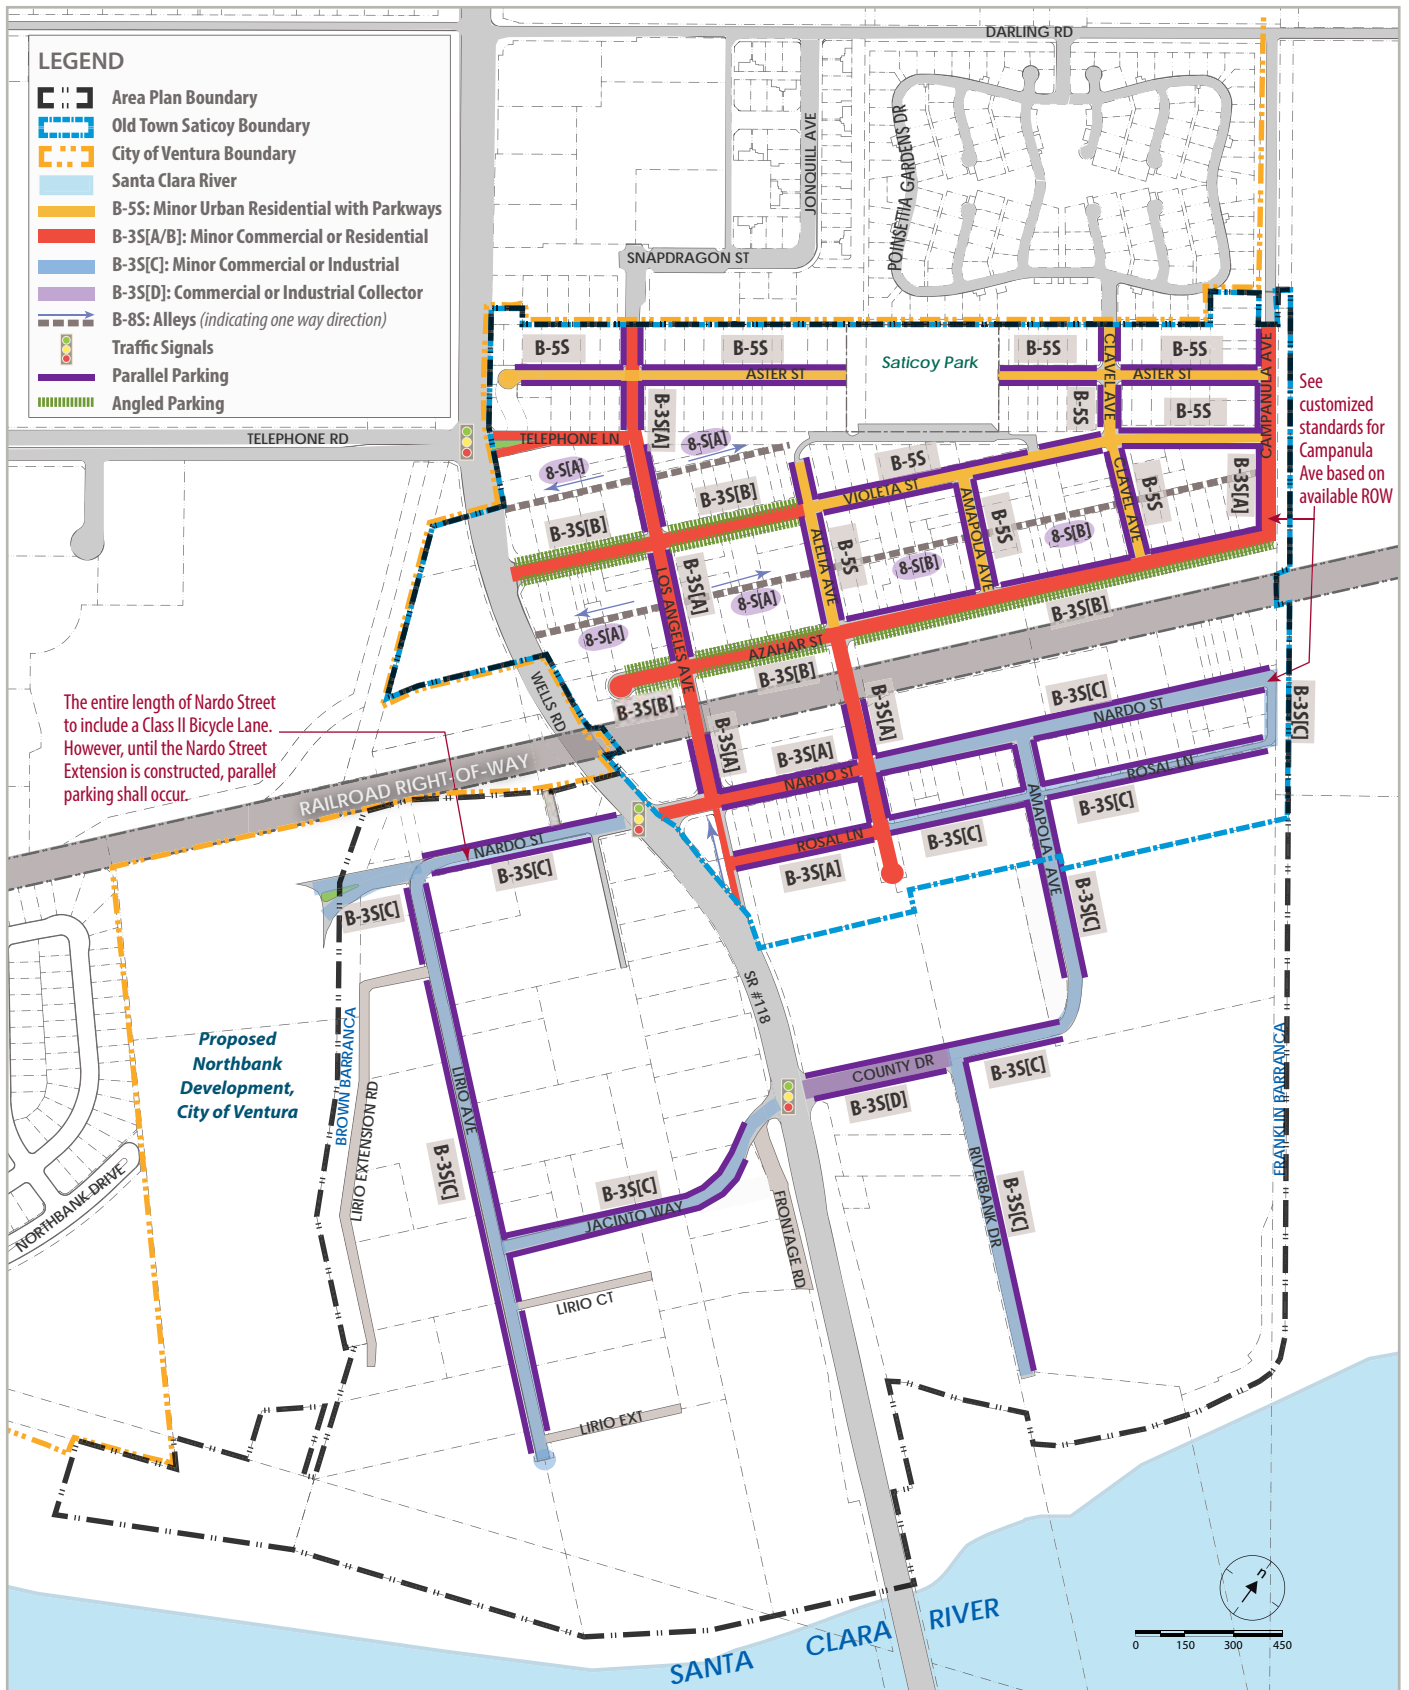 DARLING RD
LEGEND
Area Plan Boundary
Old Town Saticoy Boundary
City of Ventura Boundary
Santa Clara River
B-5S: Minor Urban Residential with Parkways
B-3S[A/B]: Minor Commercial or Residential
B-3S[C]: Minor Commercial or Industrial
B-3S[D]: Commercial or Industrial Collector
B-8S: Alleys (indicating one way direction)
Traffic Signals
Parallel Parking
Angled Parking
JONQUILL AVE
POINSETTIA GARDENS DR
SNAPDRAGON ST
B-5S
B-5S
Saticoy Park
B-5S
B-5S
CLAVEL AVE
CAMPANULA AVE
ASTER ST
ASTER ST
See
customized
standards for
Campanula
Ave based on
available ROW
B-3S[A]
B-5S
B-5S
TELEPHONE RD
TELEPHONE LN
8-S[A]
8-S[A]
B-5S
CLAVEL AVE
B-5S
B-3S[A]
B-3S[B]
B-3S[B]
VIOLETA ST
AMAPOLA AVE
B-5S
8-S[B]
ALELIA AVE
B-5S
8-S[B]
LOS ANGELES AVE
B-3S[A]
8-S[A]
8-S[A]
B-3S[B]
AZAHAR ST
B-3S[B]
B-3S[B]
WELLS RD
The entire length of Nardo Street
to include a Class II Bicycle Lane.
However, until the Nardo Street
Extension is constructed, parallel
parking shall occur.
RAILROAD RIGHT-OF-WAY
B-3S[A]
B-3S[A]
B-3S[A]
NARDO ST
B-3S[C]
NARDO ST
B-3S[C]
ROSAL LN
B-3S[C]
AMAPOLA AVE
ROSAL LN
B-3S[A]
B-3S[C]
B-3S[C]
NARDO ST
B-3S[C]
B-3S[C]
SR #118
Proposed
Northbank
Development,
City of Ventura
BROWN BARRANCA
LIRIO EXTENSION RD
LIRIO AVE
B-3S[C]
COUNTY DR
B-3S[D]
B-3S[C]
FRANKLIN BARRANCA
RIVERBANK DR
B-3S[C]
B-3S[C]
JACINTO WAY
FRONTAGE RD
NORTHBANK DRIVE
LIRIO CT
LIRIO EXT
n
0 150 300 450
SANTA CLARA RIVER